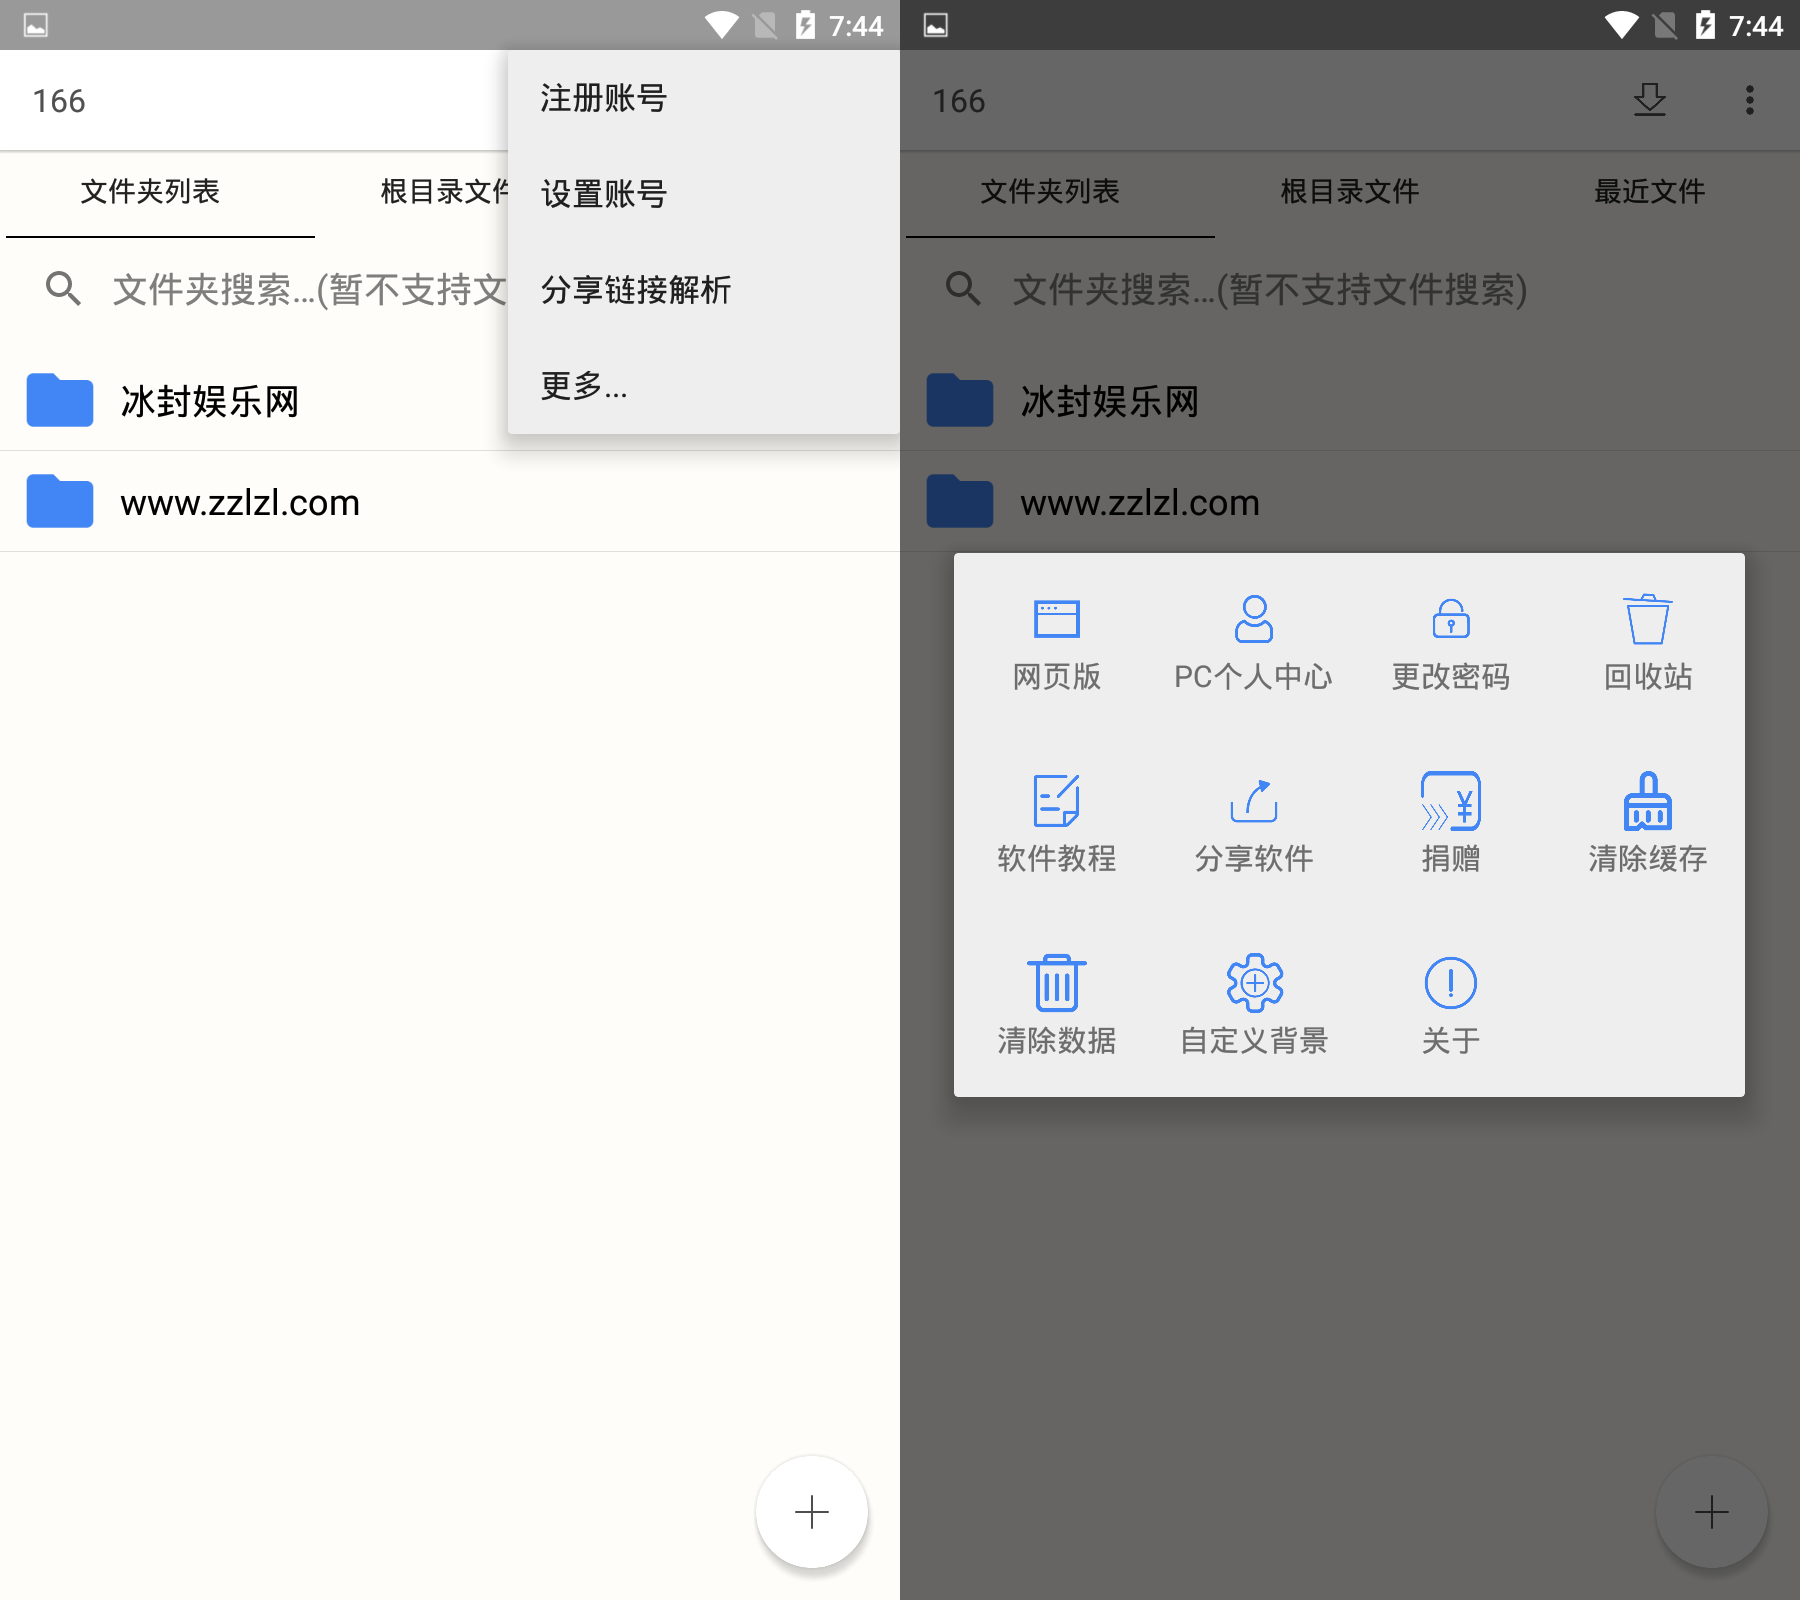 7:44
166
注册账号
设置账号
分享链接解析
更多...
文件夹列表
根目录文件
文件夹搜索...(暂不支持文
冰封娱乐网
www.zzlzl.com
7:44
166
文件夹列表
根目录文件
最近文件
文件夹搜索...(暂不支持文件搜索)
冰封娱乐网
www.zzlzl.com
网页版
PC个人中心
更改密码
回收站
软件教程
分享软件
捐赠
清除缓存
清除数据
自定义背景
关于